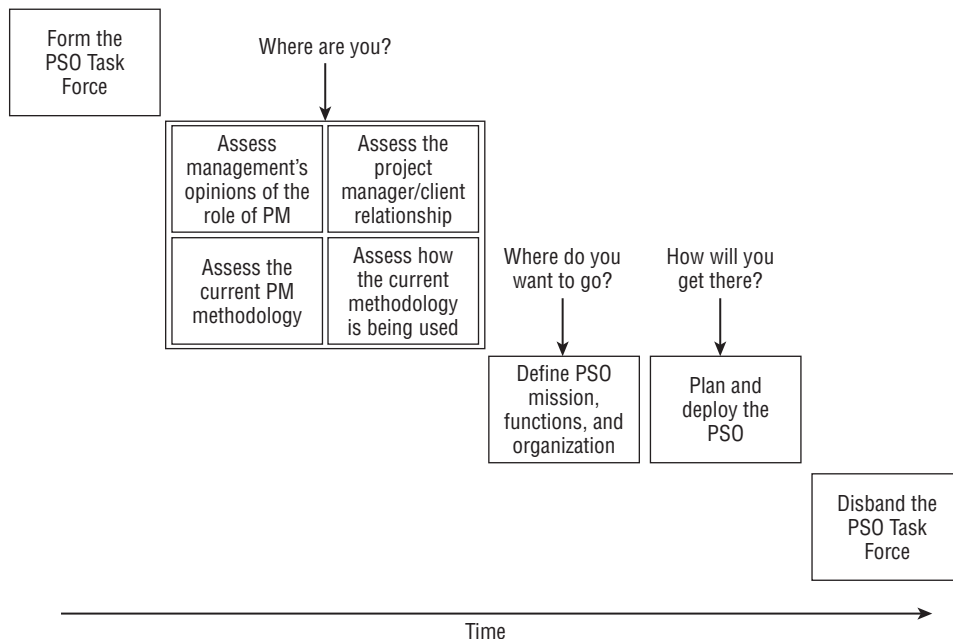 Form the
PSO Task
Force
Where are you?
Assess
management’s
opinions of the
role of PM
Assess the
project
manager/client
relationship
Assess the
current PM
methodology
Assess how
the current
methodology
is being used
Where do you
want to go?
How will you
get there?
Define PSO
mission,
functions, and
organization
Plan and
deploy the
PSO
Disband the
PSO Task
Force
Time